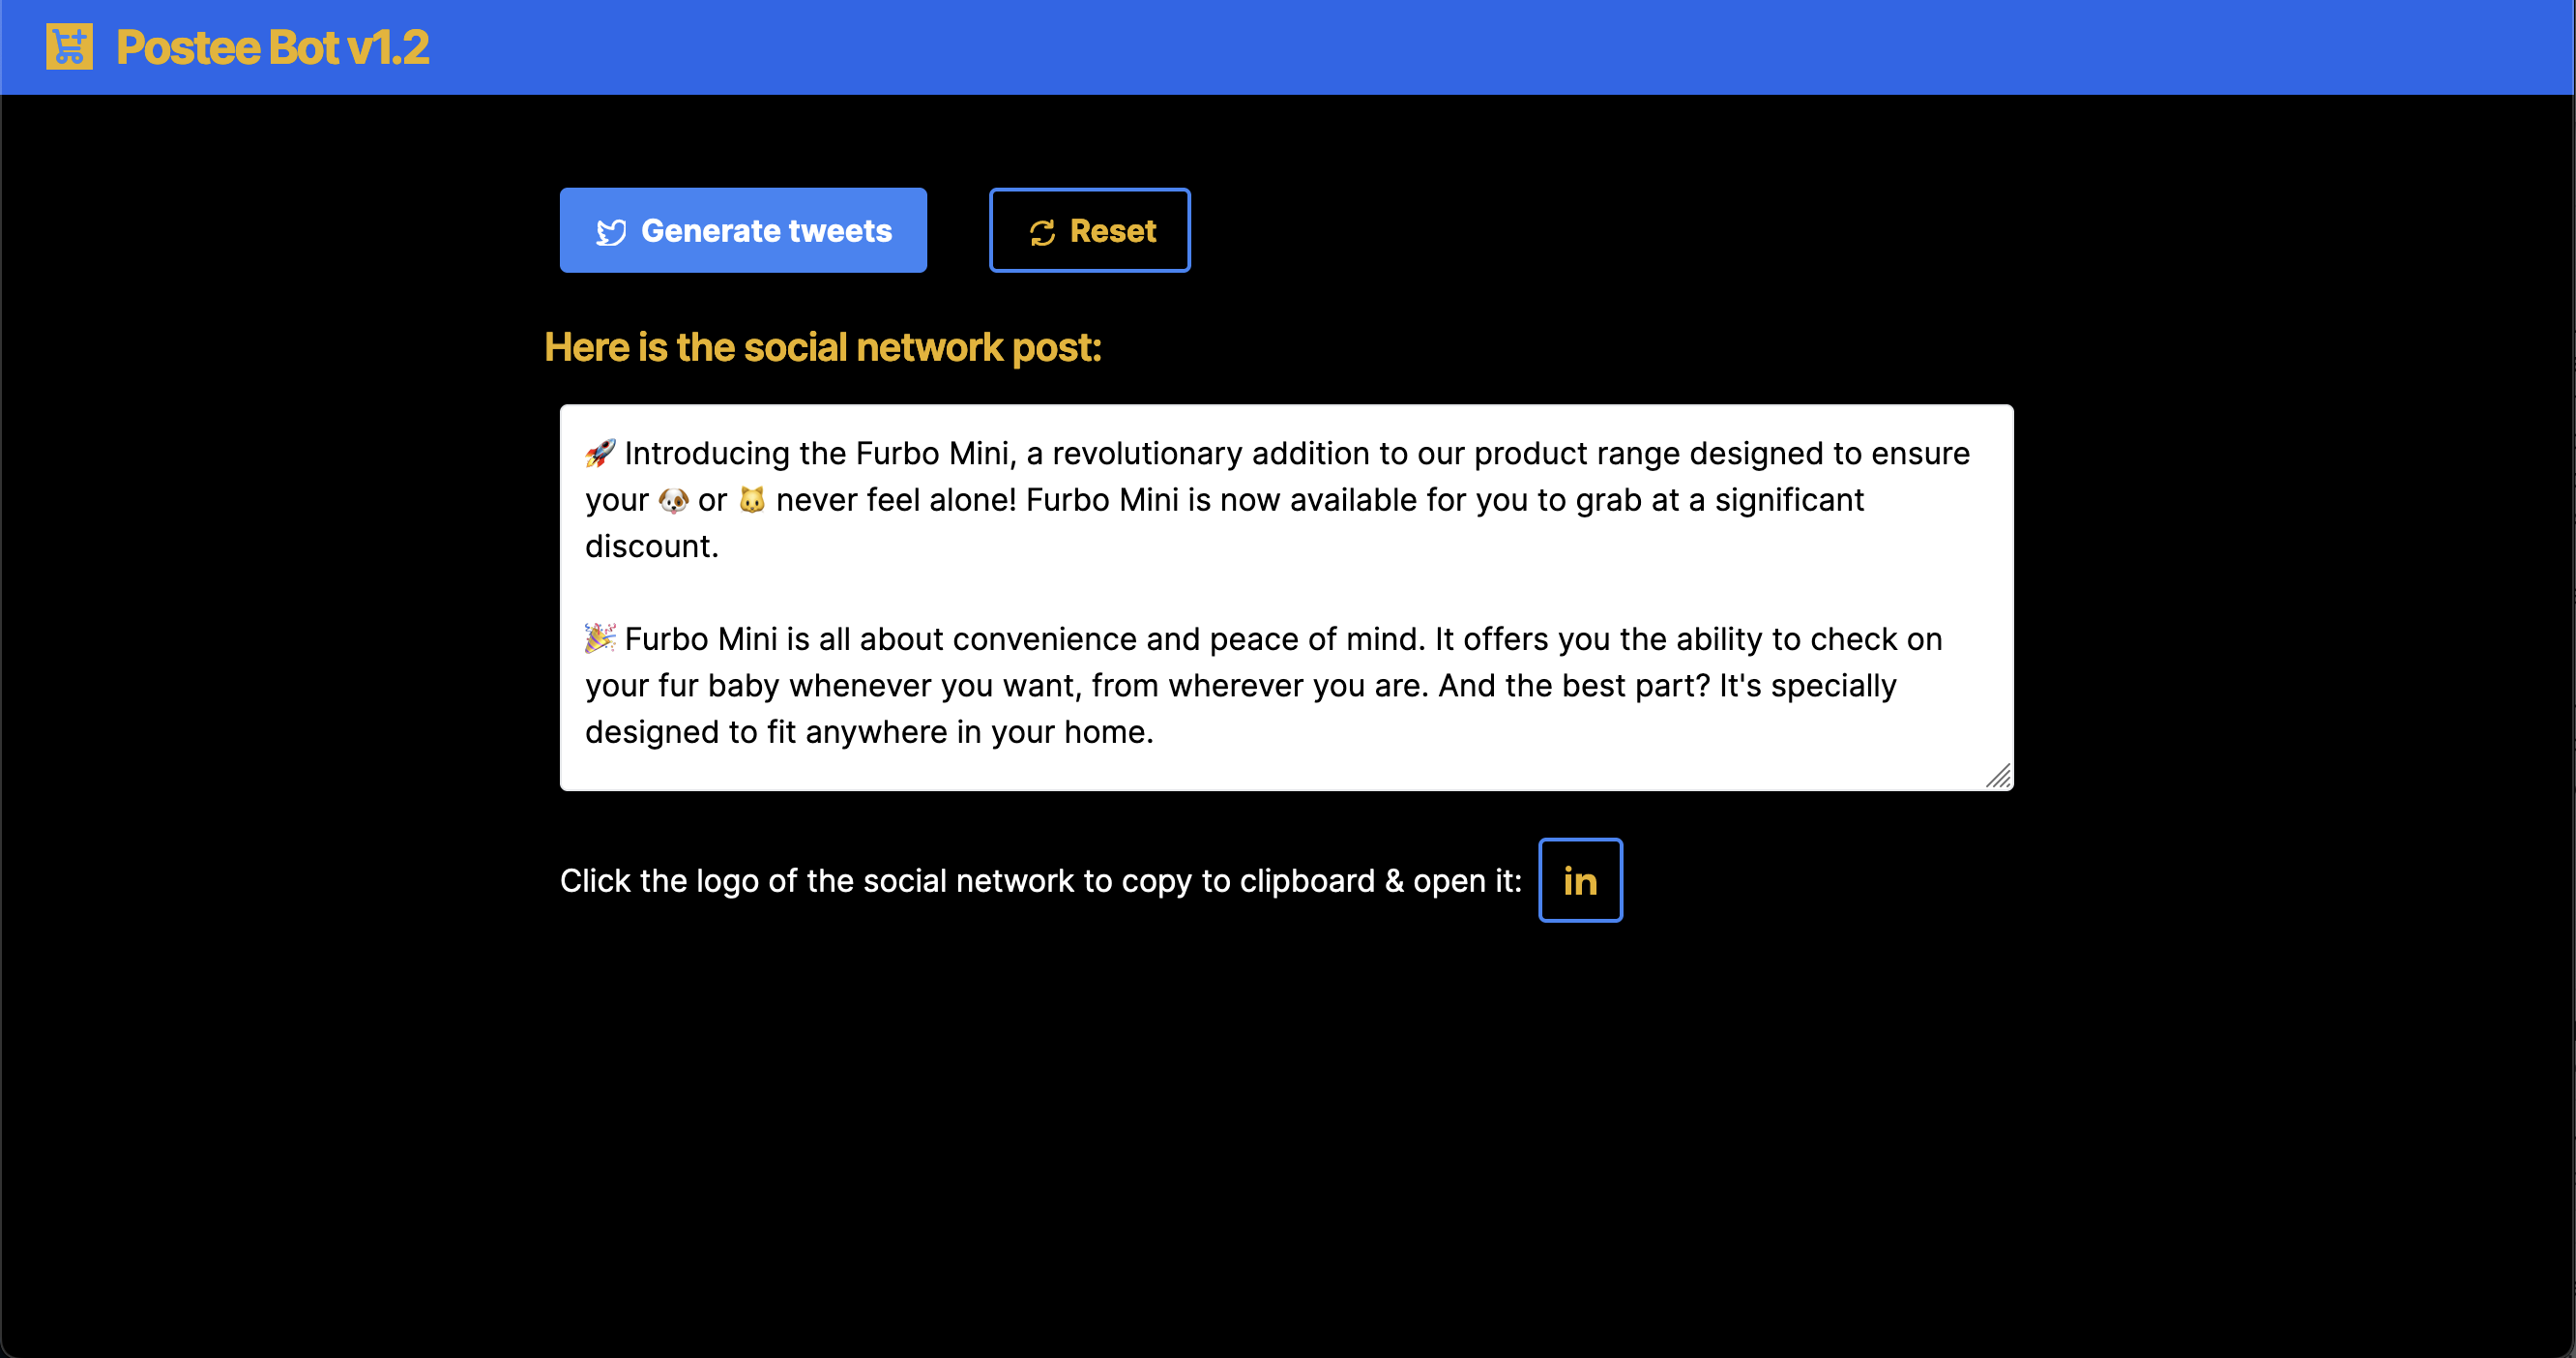 Postee Bot v1.2
Generate tweets
Reset
Here is the social network post:
🚀 Introducing the Furbo Mini, a revolutionary addition to our product range designed to ensure
your 🐶 or 🐱 never feel alone! Furbo Mini is now available for you to grab at a significant
discount.
🎉 Furbo Mini is all about convenience and peace of mind. It offers you the ability to check on
your fur baby whenever you want, from wherever you are. And the best part? It's specially
designed to fit anywhere in your home.
Click the logo of the social network to copy to clipboard & open it:
in